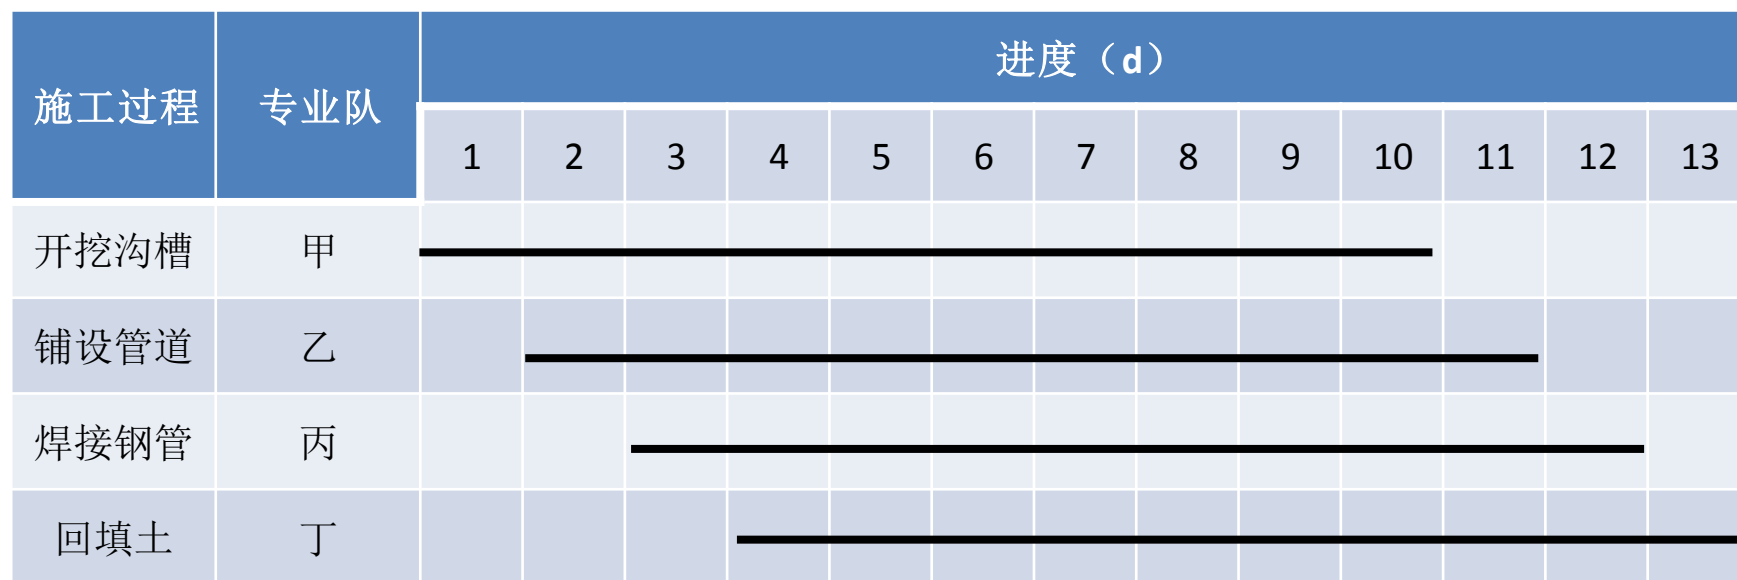 施工过程 专业队 进度（d）
1 2 3 4 5 6 7 8 9 10 11 12 13
开挖沟槽 甲
铺设管道 乙
焊接钢管 丙
回填土 丁